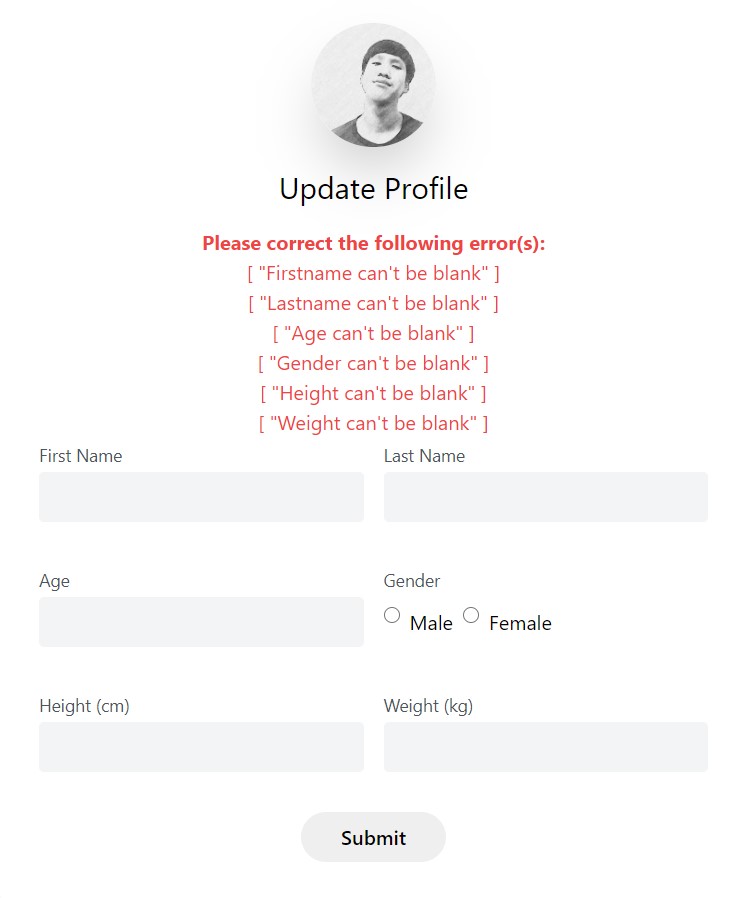 Update Profile
Please correct the following error(s):
[ "Firstname can't be blank" ]
[ "Lastname can't be blank" ]
[ "Age can't be blank" ]
[ "Gender can't be blank" ]
[ "Height can't be blank" ]
[ "Weight can't be blank" ]
First Name Last Name
Age Gender
Male Female
Height (cm) Weight (kg)
Submit